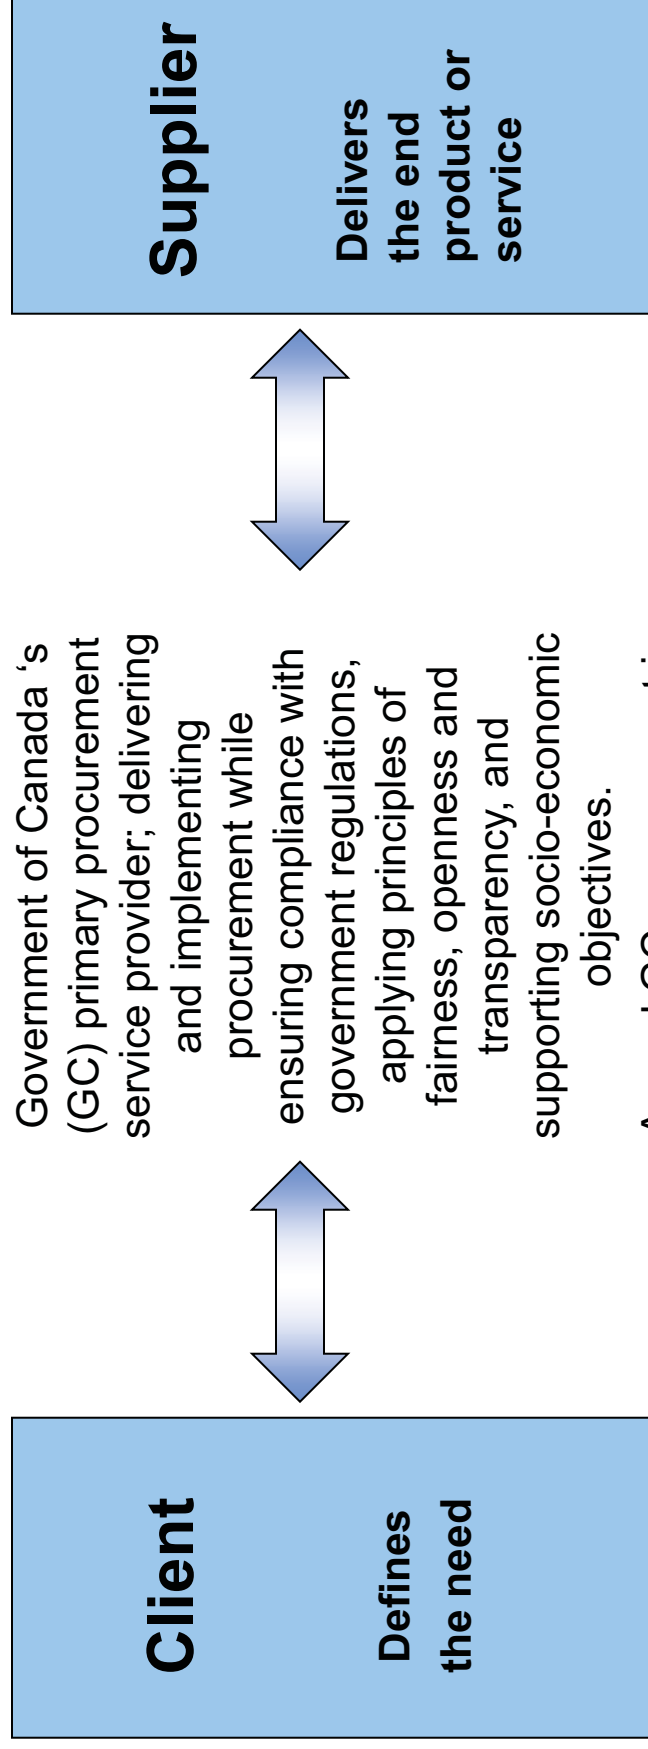 Client
Defines
the need
Government of Canada ‘s
(GC) primary procurement
service provider; delivering
and implementing
procurement while
ensuring compliance with
government regulations,
applying principles of
fairness, openness and
transparency, and
supporting socio-economic
objectives.
Supplier
Delivers
the end
product or
service